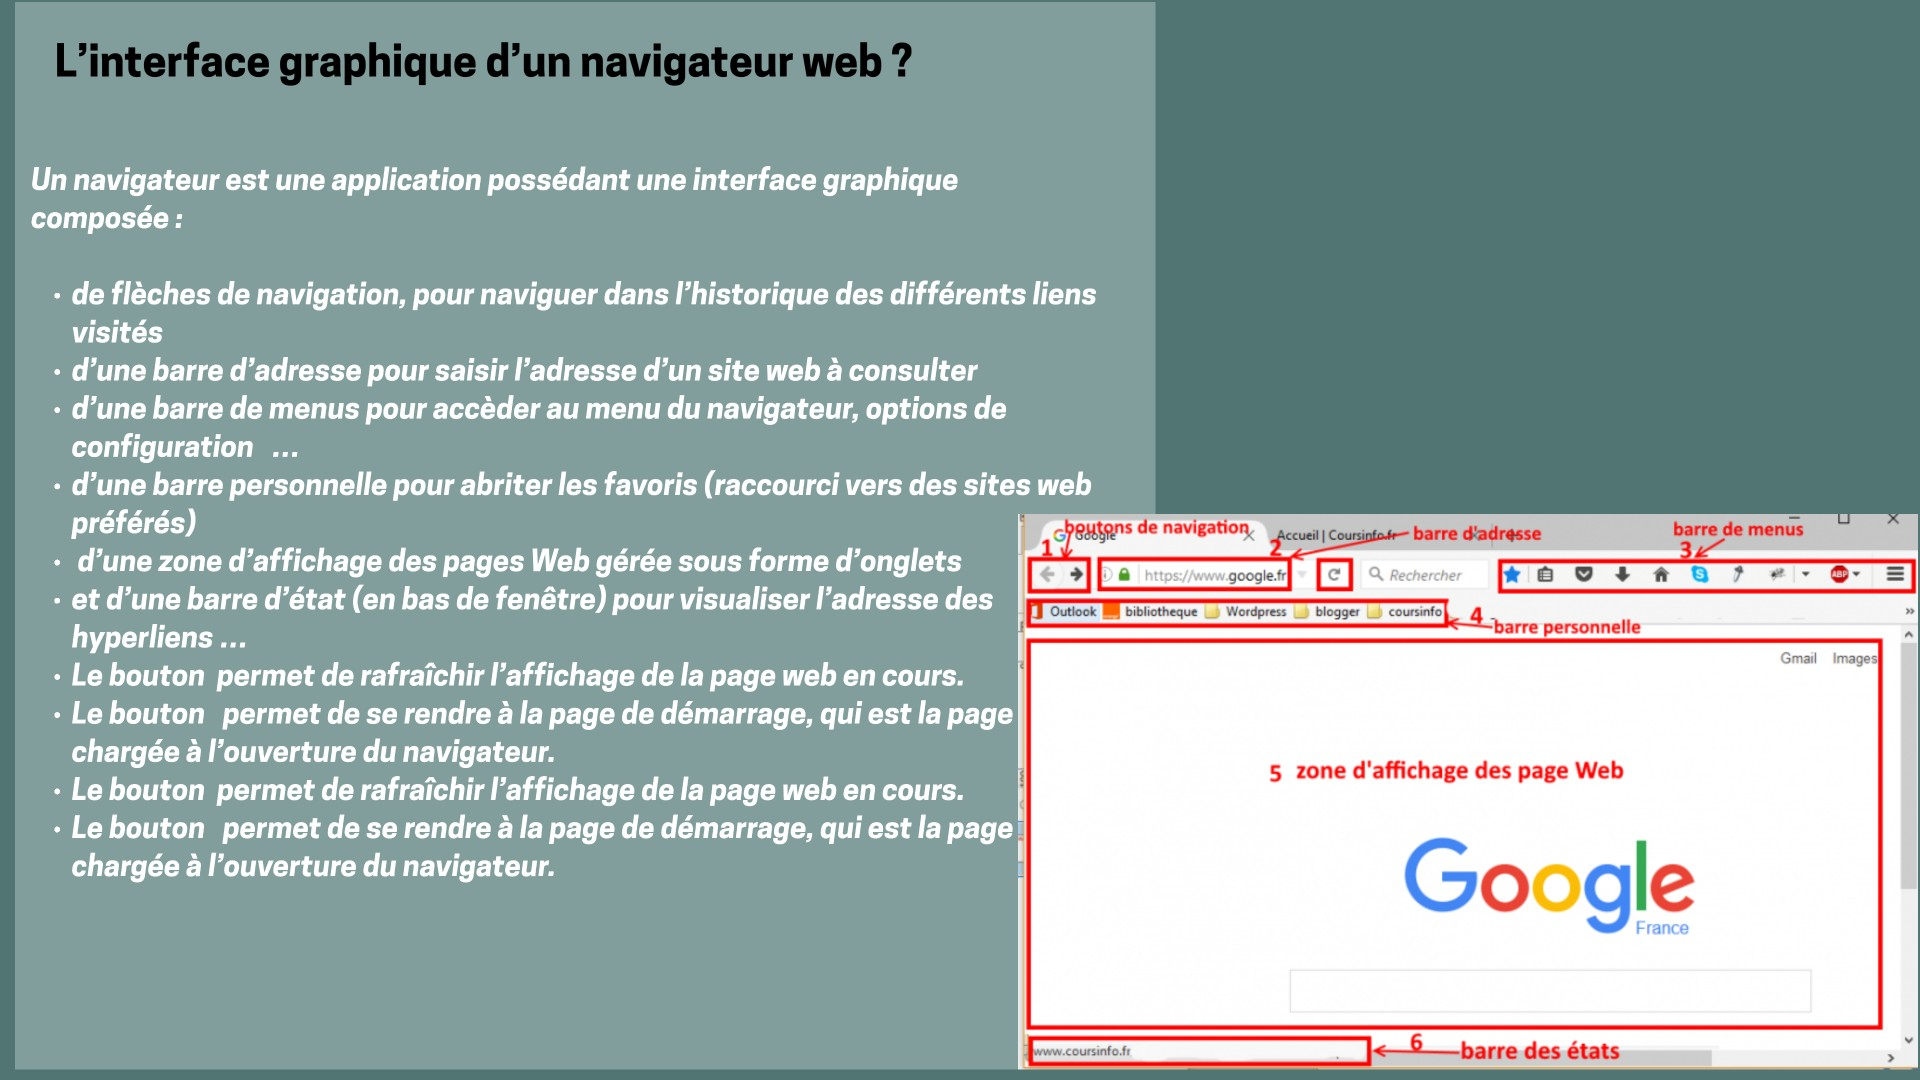 L’interface graphique d’un navigateur web ?
Un navigateur est une application possédant une interface graphique
composée :
• de flèches de navigation, pour naviguer dans l’historique des différents liens
visités
• d’une barre d’adresse pour saisir l’adresse d’un site web à consulter
• d’une barre de menus pour accèder au menu du navigateur, options de
configuration ...
• d’une barre personnelle pour abriter les favoris (raccourci vers des sites web
préférés)
• d’une zone d’affichage des pages Web gérée sous forme d’onglets
• et d’une barre d’état (en bas de fenêtre) pour visualiser l’adresse des
hyperliens ...
• Le bouton permet de rafraîchir l’affichage de la page web en cours.
• Le bouton permet de se rendre à la page de démarrage, qui est la page
chargée à l’ouverture du navigateur.
• Le bouton permet de rafraîchir l’affichage de la page web en cours.
• Le bouton permet de se rendre à la page de démarrage, qui est la page
chargée à l’ouverture du navigateur.
boutons de navigation
Google
Accueil | Coursinfo.fr
barre d'adresse
barre de menus
1
2
3
https://www.google.fr
Rechercher
ABP
Outlook bibliotheque Wordpress blogger coursinfo
4
barre personnelle
Gmail Images
5 zone d'affichage des page Web
Google
France
www.coursinfo.fr
6
barre des états